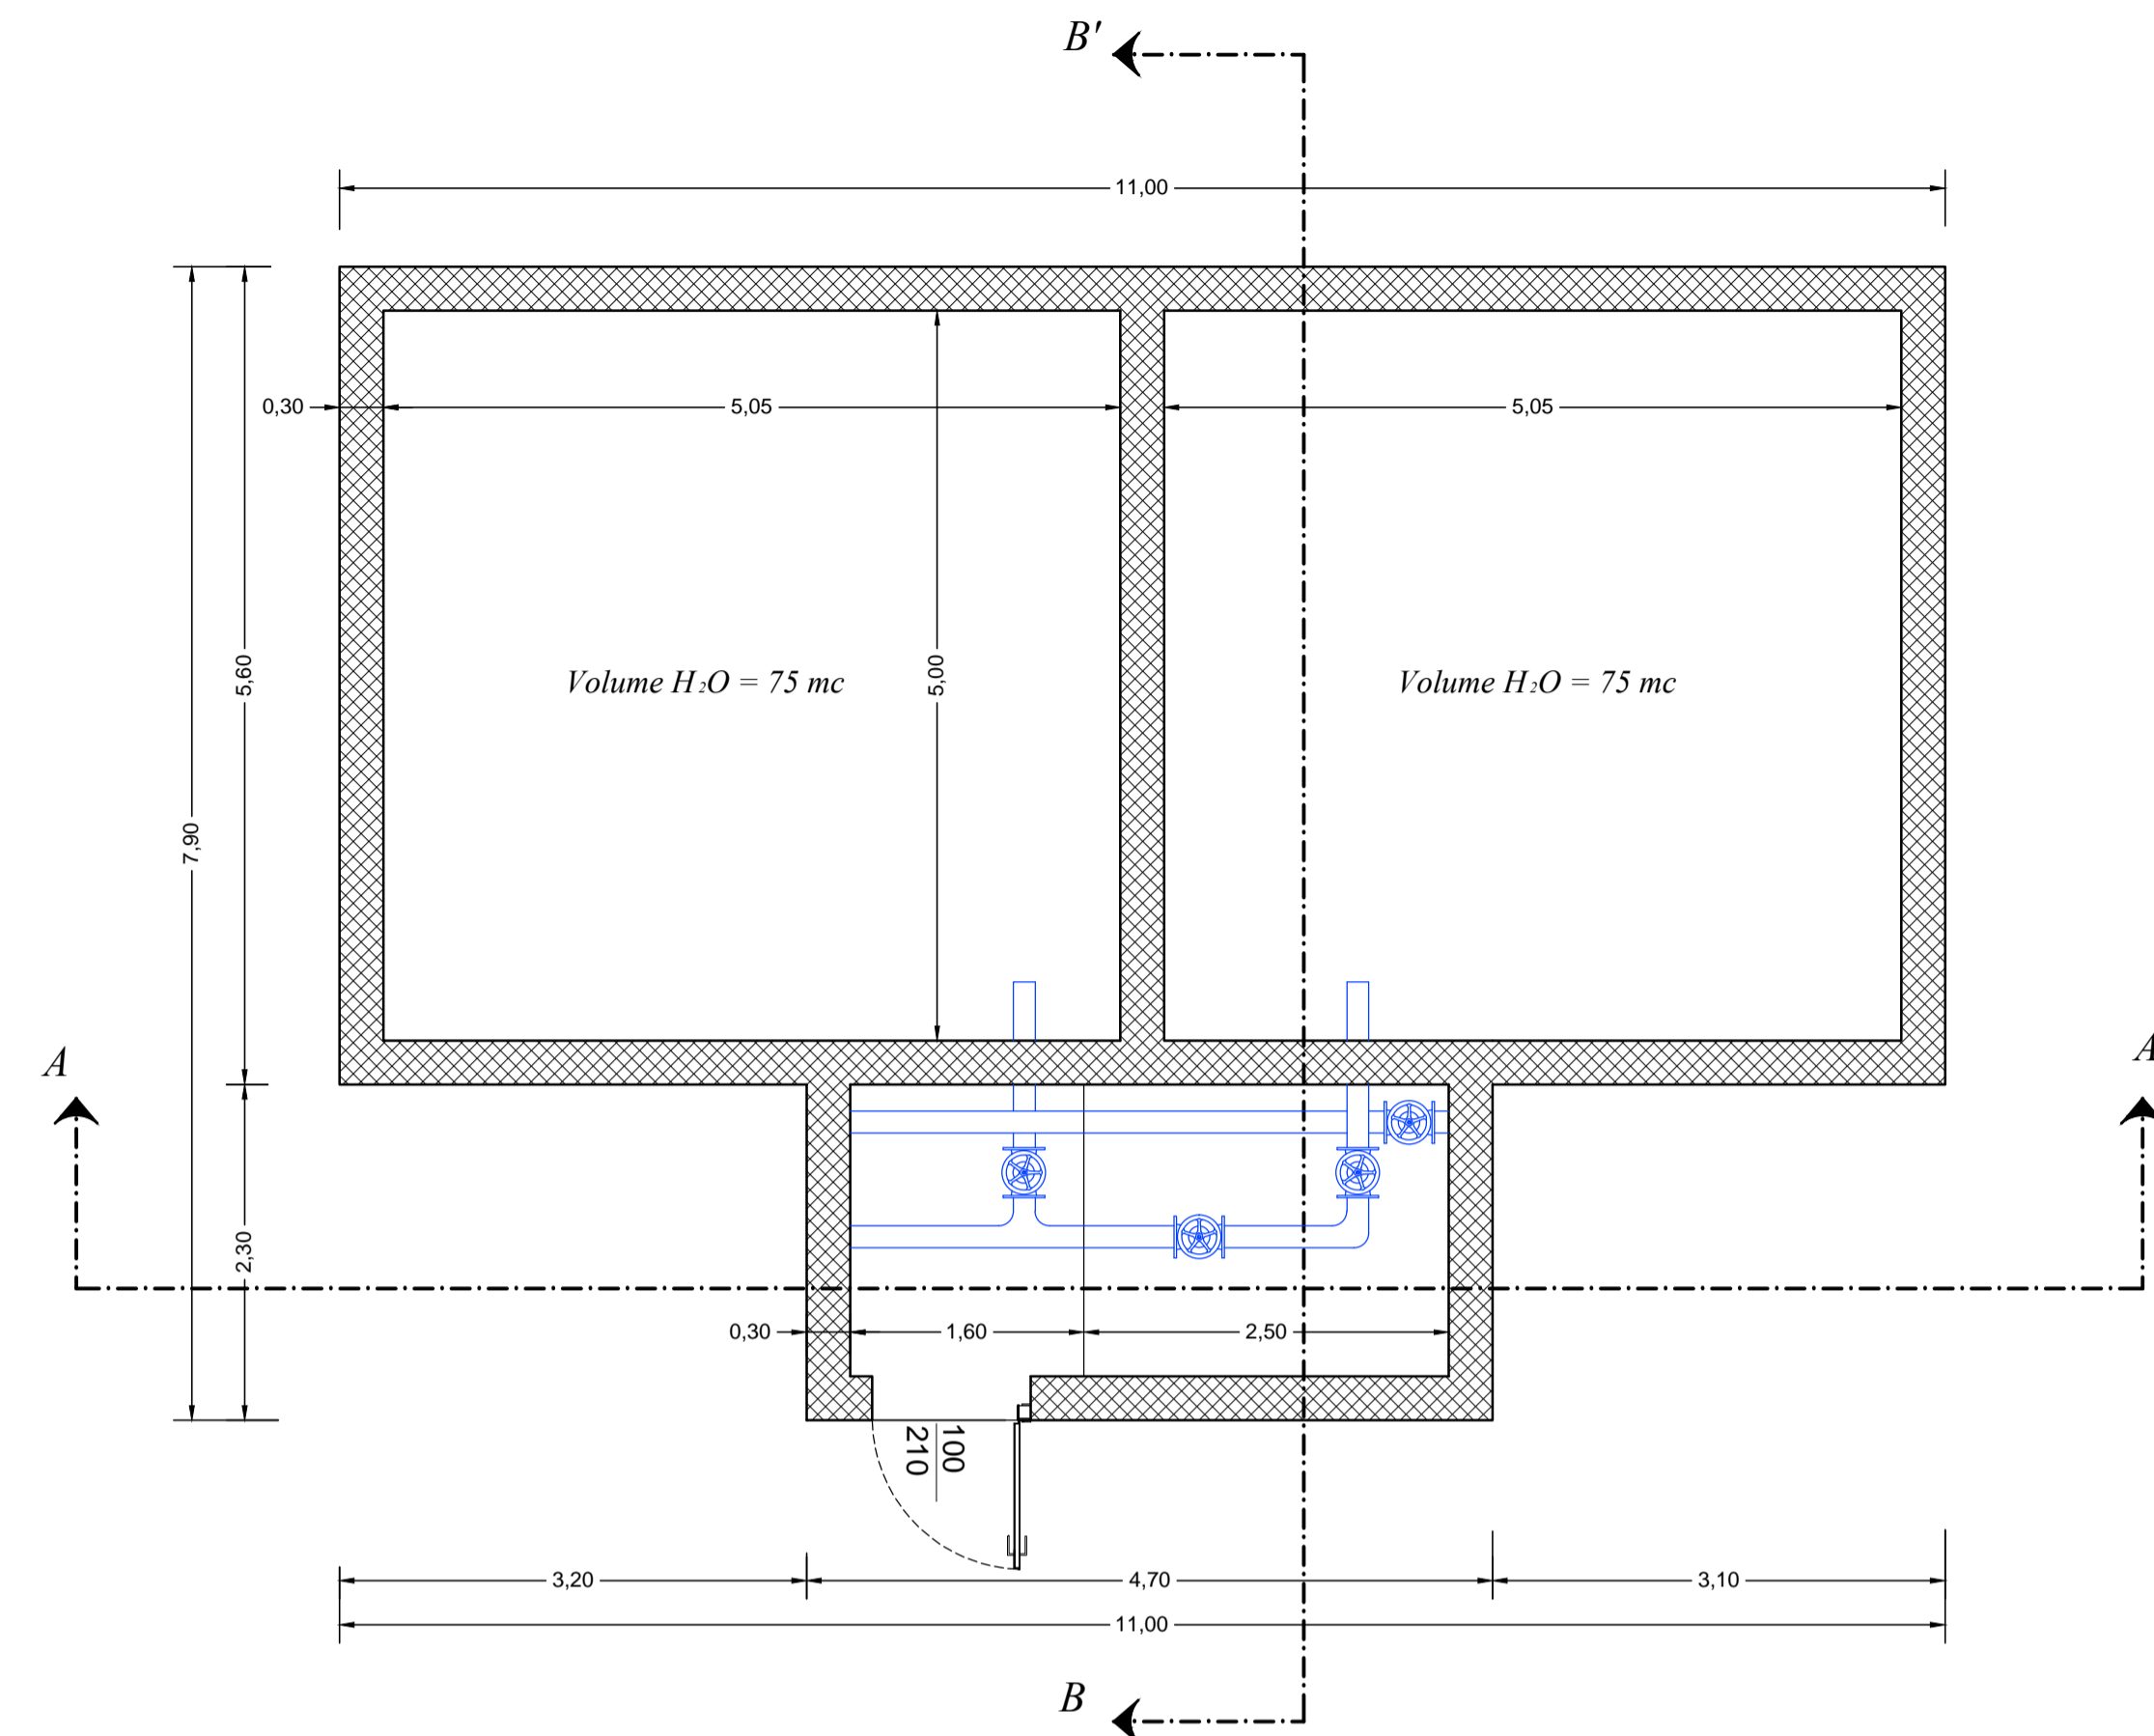 B'
11,00
0,30
5,05
5,05
5,60
5,00
Volume H₂O = 75 mc
Volume H₂O = 75 mc
7,90
A
A
2,30
0,30
1,60
2,50
100
210
3,20
4,70
3,10
11,00
B